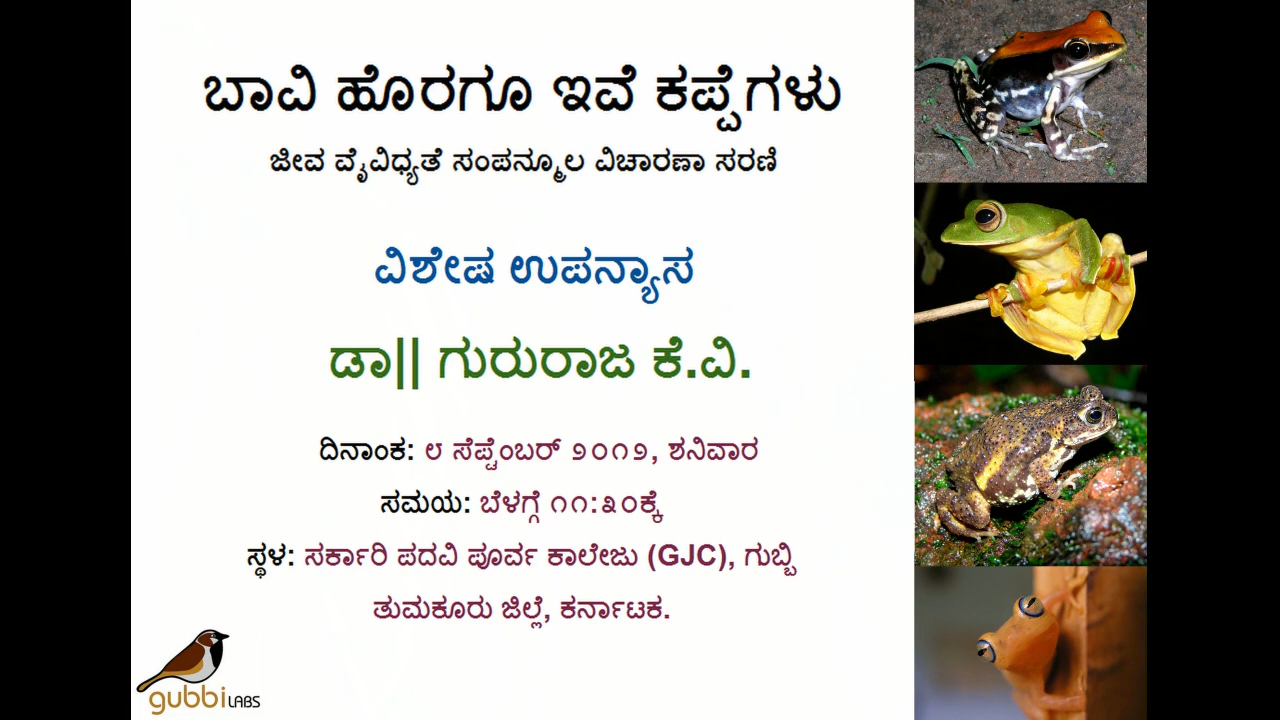 ಬಾವಿ ಹೊರಗೂ ಇವೆ ಕಪ್ಪೆಗಳು
ಜೀವ ವೈವಿಧ್ಯತೆ ಸಂಪನ್ಮೂಲ ವಿಚಾರಣಾ ಸರಣಿ
ವಿಶೇಷ ಉಪನ್ಯಾಸ
ಡಾ|| ಗುರುರಾಜ ಕೆ.ವಿ.
ದಿನಾಂಕ: ೮ ಸೆಪ್ಟೆಂಬರ್ ೨೦೧೨, ಶನಿವಾರ
ಸಮಯ: ಬೆಳಗ್ಗೆ ೧೧:೩೦ಕ್ಕೆ
ಸ್ಥಳ: ಸರ್ಕಾರಿ ಪದವಿ ಪೂರ್ವ ಕಾಲೇಜು (GJC), ಗುಬ್ಬಿ
ತುಮಕೂರು ಜಿಲ್ಲೆ, ಕರ್ನಾಟಕ.
gubbi LABS